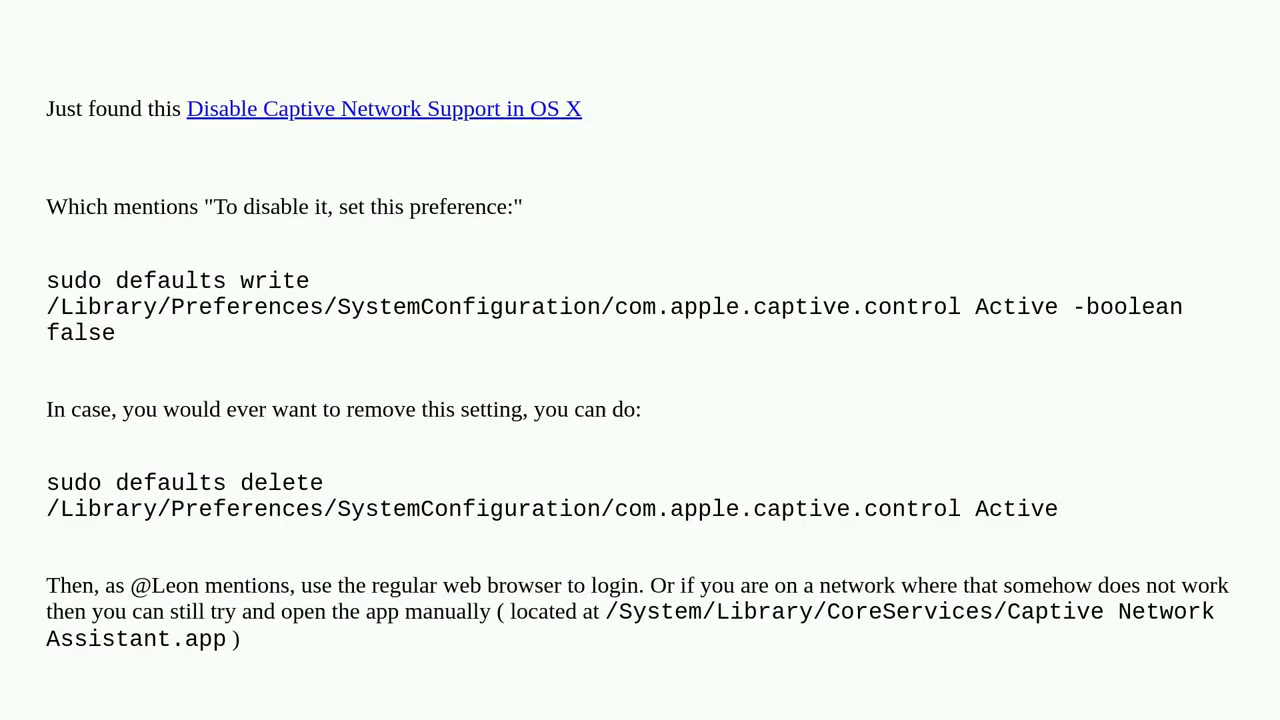 Just found this Disable Captive Network Support in OS X
Which mentions "To disable it, set this preference:"
sudo defaults write
/Library/Preferences/SystemConfiguration/com.apple.captive.control Active -boolean
false
In case, you would ever want to remove this setting, you can do:
sudo defaults delete
/Library/Preferences/SystemConfiguration/com.apple.captive.control Active
Then, as @Leon mentions, use the regular web browser to login. Or if you are on a network where that somehow does not work
then you can still try and open the app manually ( located at /System/Library/CoreServices/Captive Network
Assistant.app )